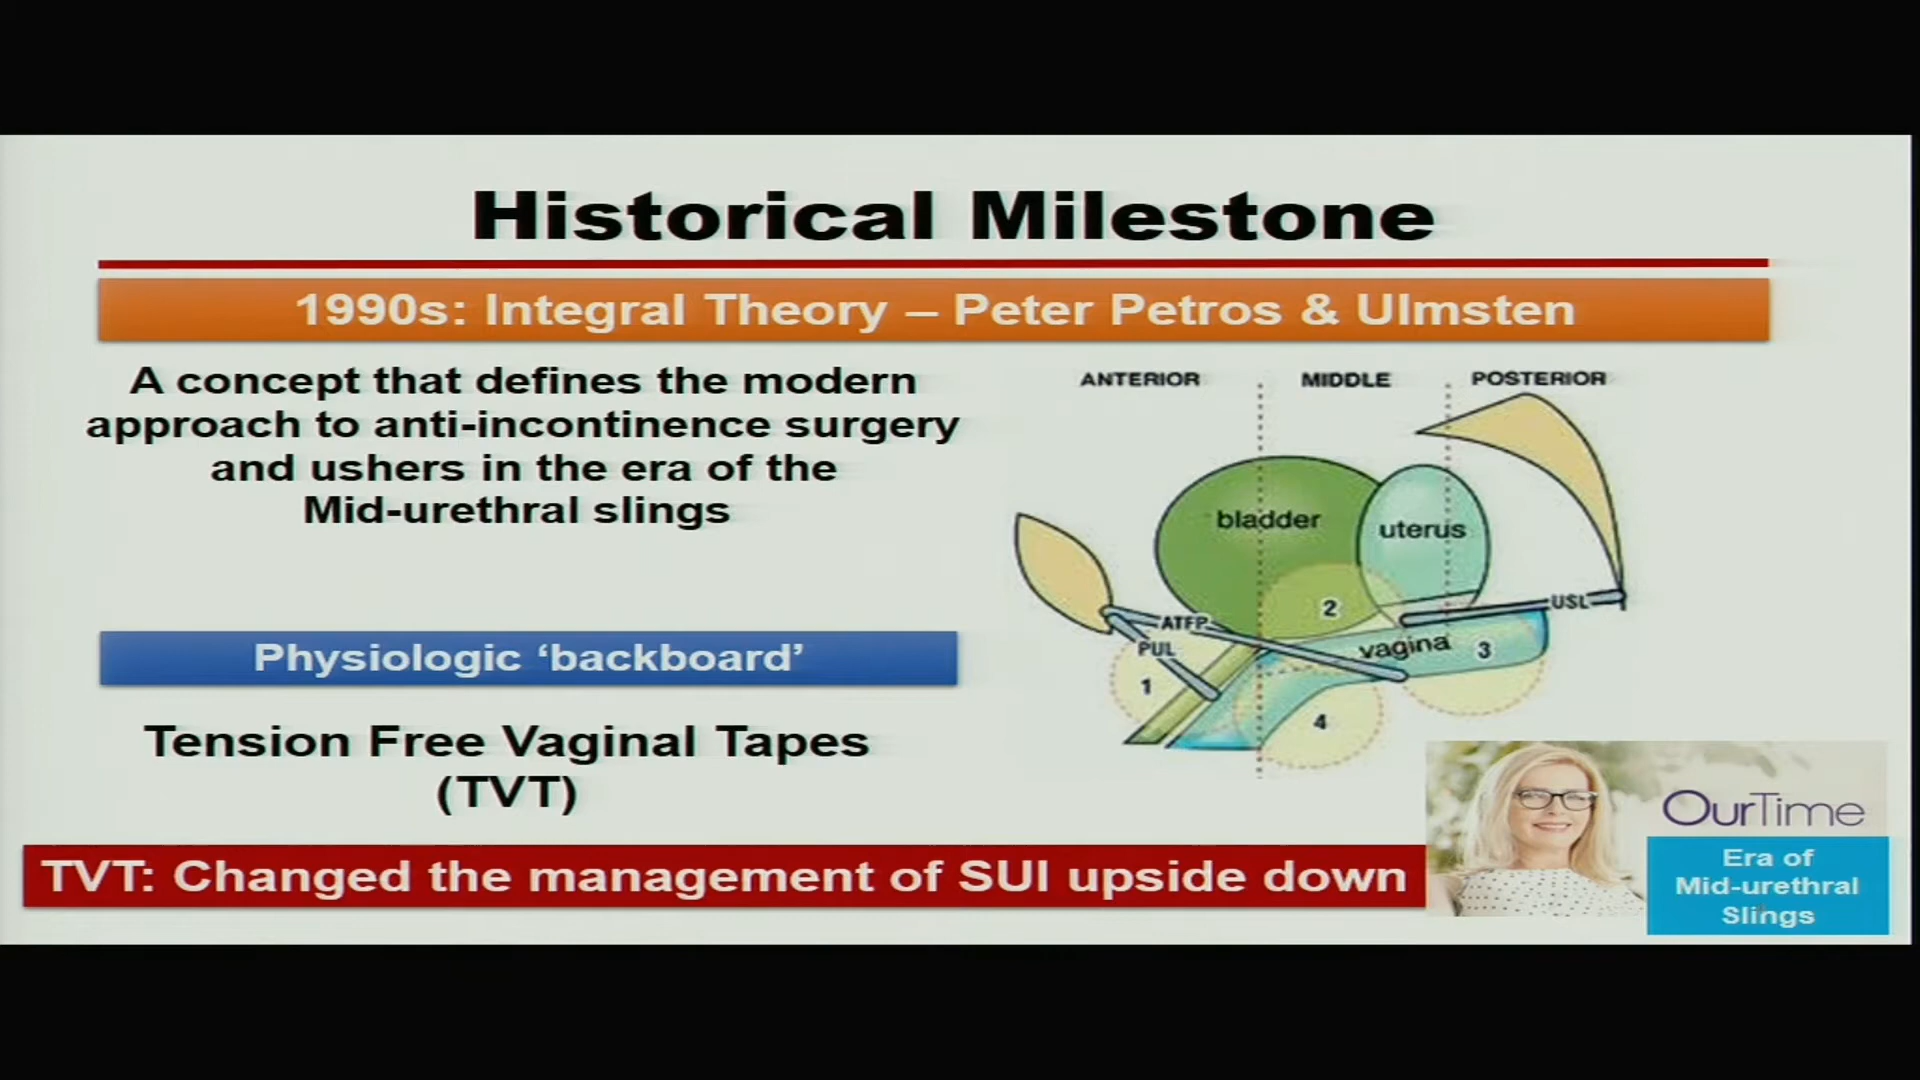 Historical Milestone
1990s: Integral Theory – Peter Petros & Ulmsten
A concept that defines the modern
approach to anti-incontinence surgery
and ushers in the era of the
Mid-urethral slings
Physiologic ‘backboard’
Tension Free Vaginal Tapes
(TVT)
TVT: Changed the management of SUI upside down
ANTERIOR MIDDLE POSTERIOR
bladder
uterus
2
USL
ATFP
vagina 3
PUL
1
4
OurTime
Era of
Mid-urethral
Slings